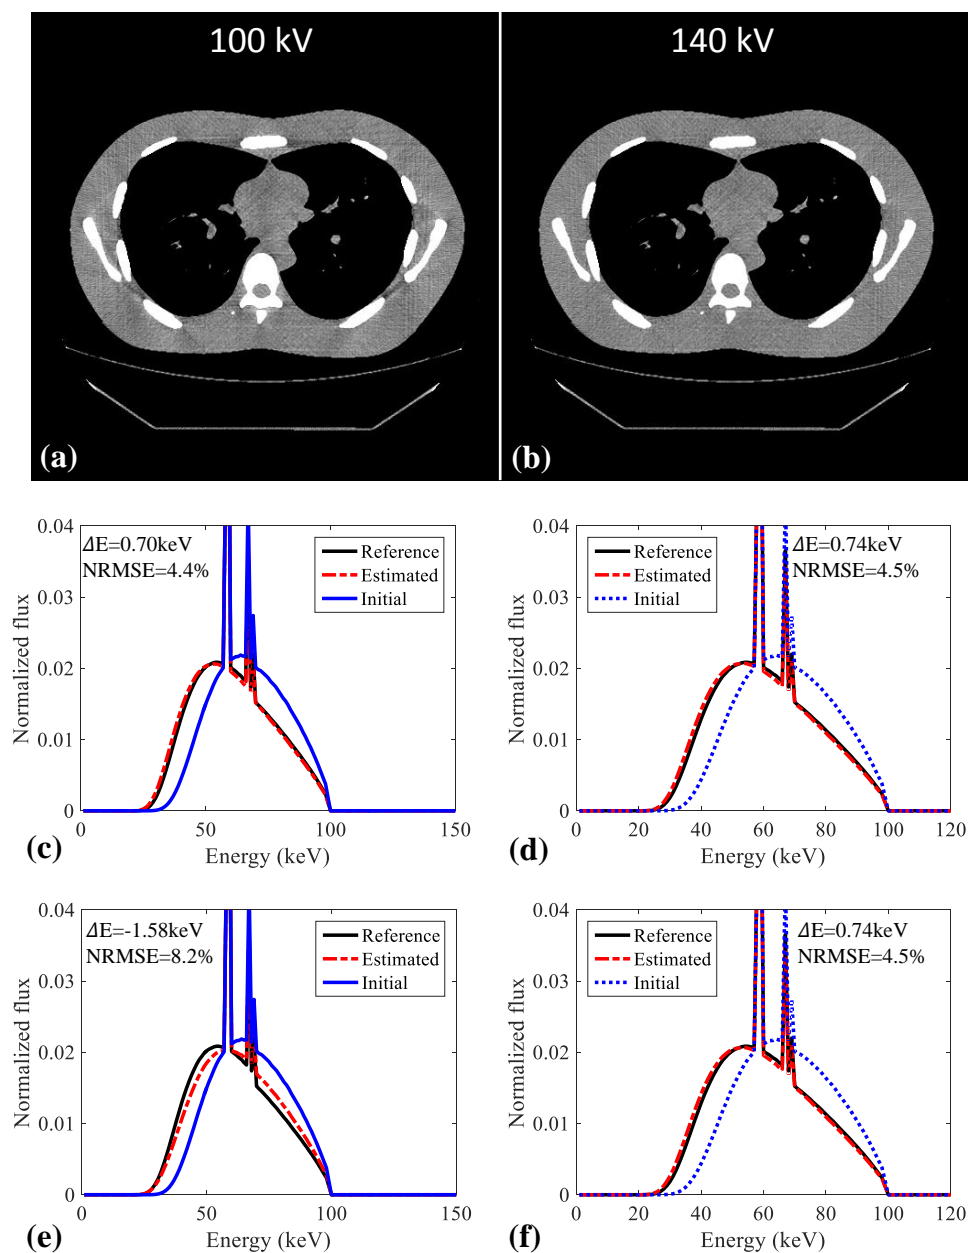 100 kV
140 kV
(a)
(b)
0.04
0.03
0.02
0.01
0
Normalized flux
ΔE=0.70keV
NRMSE=4.4%
Reference
Estimated
Initial
0
50
100
150
Energy (keV)
(c)
0.04
0.03
0.02
0.01
0
Normalized flux
Reference
Estimated
Initial
ΔE=0.74keV
NRMSE=4.5%
0
20
40
60
80
100
120
Energy (keV)
(d)
0.04
0.03
0.02
0.01
0
Normalized flux
ΔE=-1.58keV
NRMSE=8.2%
Reference
Estimated
Initial
0
50
100
150
Energy (keV)
(e)
0.04
0.03
0.02
0.01
0
Normalized flux
Reference
Estimated
Initial
ΔE=0.74keV
NRMSE=4.5%
0
20
40
60
80
100
120
Energy (keV)
(f)